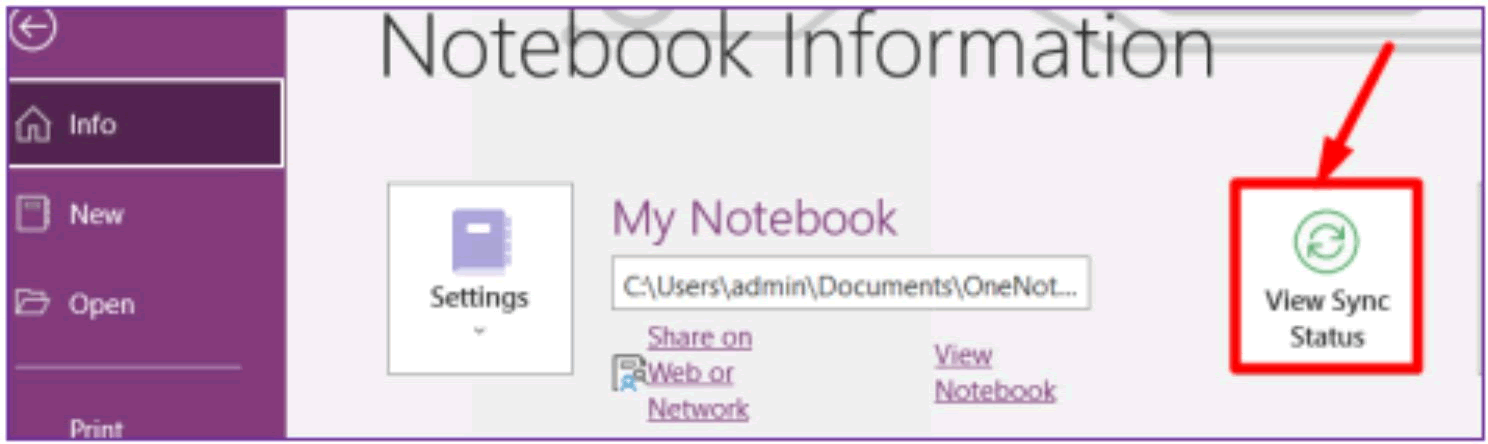 Notebook Information
Info
New
Open
Print
Settings
My Notebook
C:\Users\admin\Documents\OneNot...
Share on
Web or
Network
View
Notebook
View Sync
Status